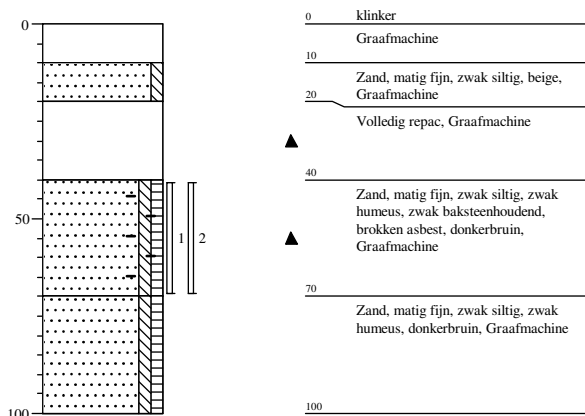 0
50
100
1
2
0
klinker
Graafmachine
10
Zand, matig fijn, zwak siltig, beige,
Graafmachine
20
Volledig repac, Graafmachine
40
Zand, matig fijn, zwak siltig, zwak
humeus, zwak baksteenhoudend,
brokken asbest, donkerbruin,
Graafmachine
70
Zand, matig fijn, zwak siltig, zwak
humeus, donkerbruin, Graafmachine
100